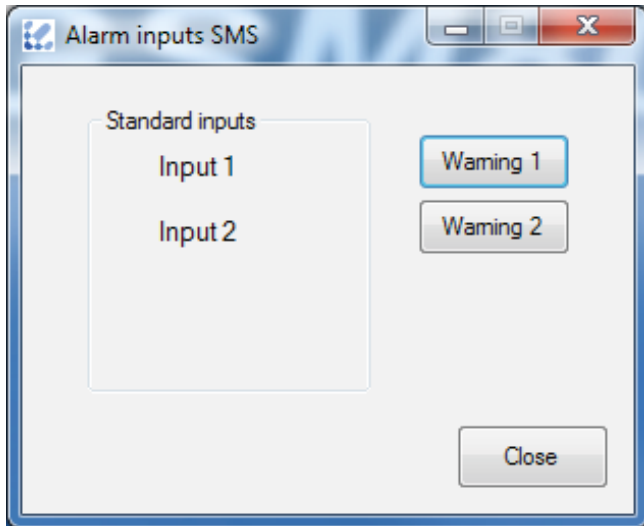 Alarm inputs SMS
Standard inputs
Input 1
Warning 1
Input 2
Warning 2
Close